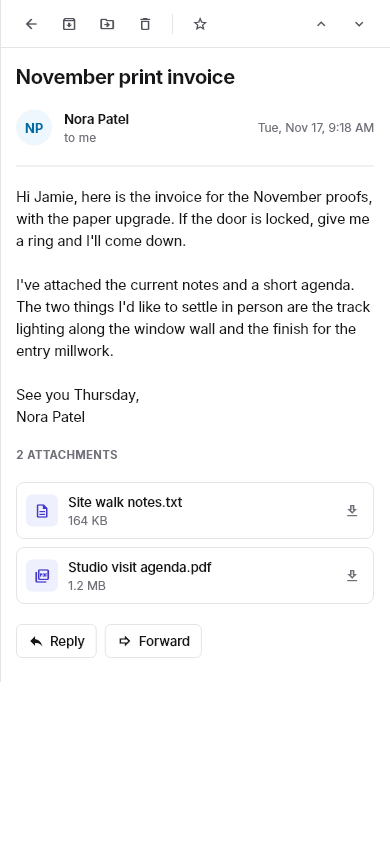 November print invoice
NP
Nora Patel
to me
Tue, Nov 17, 9:18 AM
Hi Jamie, here is the invoice for the November proofs,
with the paper upgrade. If the door is locked, give me
a ring and I'll come down.
I've attached the current notes and a short agenda.
The two things I'd like to settle in person are the track
lighting along the window wall and the finish for the
entry millwork.
See you Thursday,
Nora Patel
2 ATTACHMENTS
Site walk notes.txt
164 KB
Studio visit agenda.pdf
1.2 MB
Reply
Forward